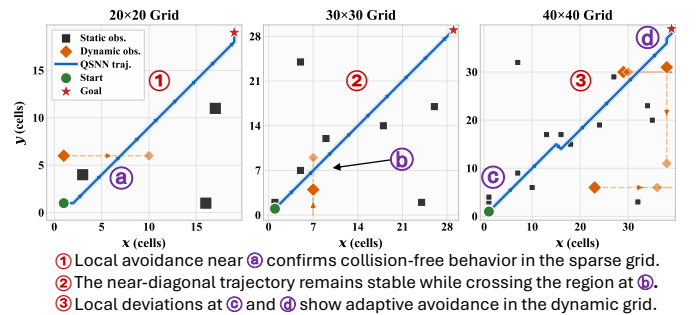 20×20 Grid
30×30 Grid
40×40 Grid
Static obs.
Dynamic obs.
QSNN traj.
Start
Goal
1
a
2
b
3
c
d
y (cells)
0
5
10
15
0
7
14
21
28
0
10
20
30
0
5
10
15
0
6
12
18
24
0
10
20
30
x (cells)
x (cells)
x (cells)
① Local avoidance near ⓐ confirms collision-free behavior in the sparse grid.
② The near-diagonal trajectory remains stable while crossing the region at ⓑ.
③ Local deviations at ⓒ and ⓓ show adaptive avoidance in the dynamic grid.